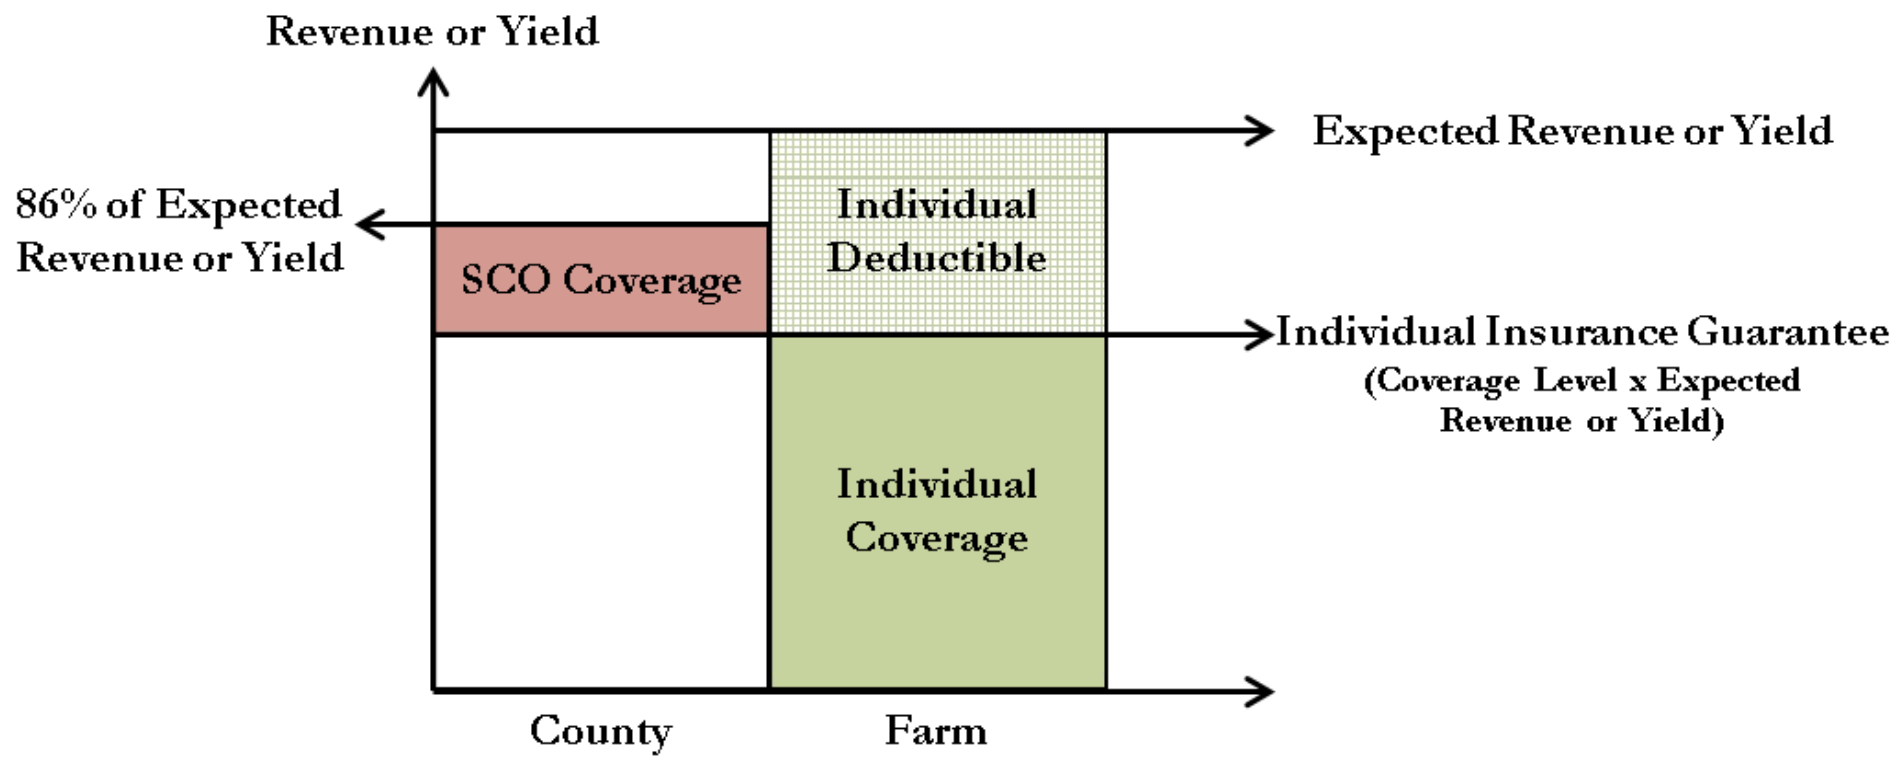 Revenue or Yield
Expected Revenue or Yield
86% of Expected
Revenue or Yield
Individual
Deductible
SCO Coverage
Individual Insurance Guarantee
(Coverage Level x Expected
Revenue or Yield)
Individual
Coverage
County
Farm